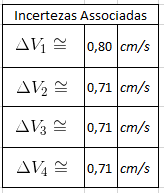 Incertezas Associadas
ΔV₁ ≅ 0,80 cm/s
ΔV₂ ≅ 0,71 cm/s
ΔV₃ ≅ 0,71 cm/s
ΔV₄ ≅ 0,71 cm/s